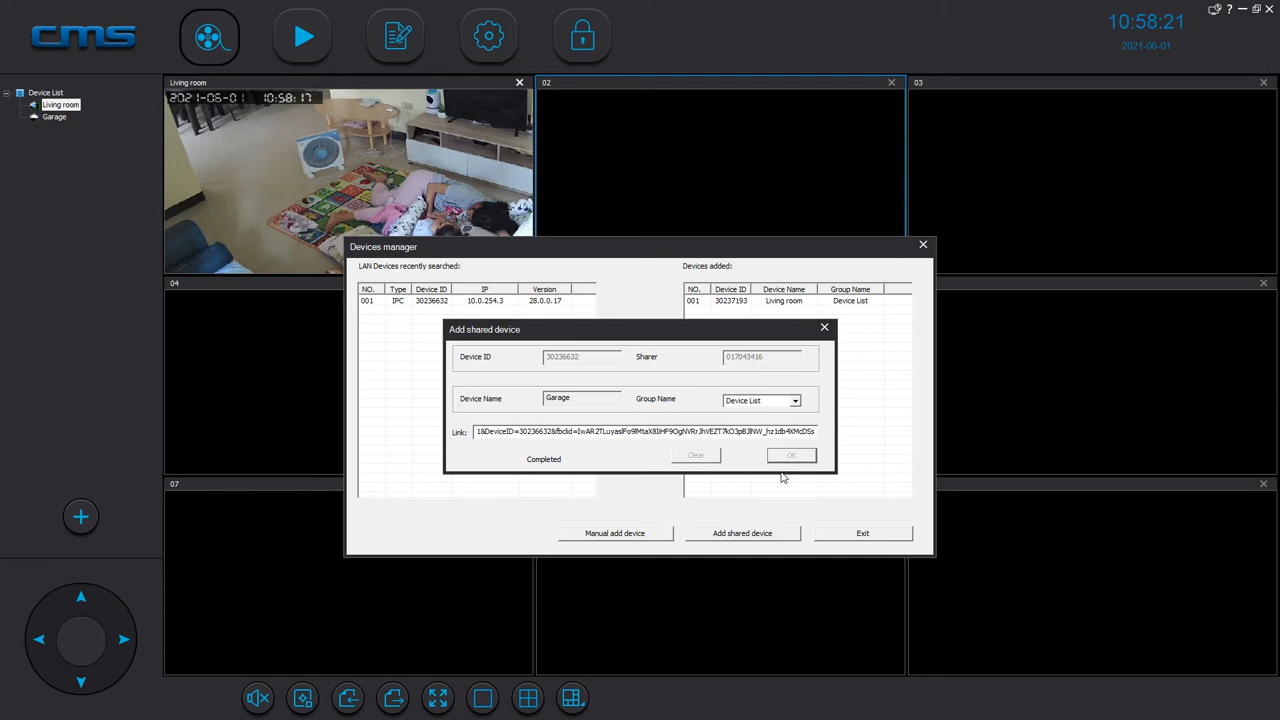 cms
10:58:21
2021-06-01
?
Device List
Living room
Garage
Living room
02
03
2021-06-01 10:58:17
04
07
Devices manager
LAN Devices recently searched:
Devices added:
NO. Type Device ID IP Version
001 IPC 30236632 10.0.254.3 28.0.0.17
NO. Device ID Device Name Group Name
001 30237193 Living room Device List
Add shared device
Device ID 30236632 Sharer 017043416
Device Name Garage Group Name Device List
Link:
Completed Clear OK
Manual add device Add shared device Exit